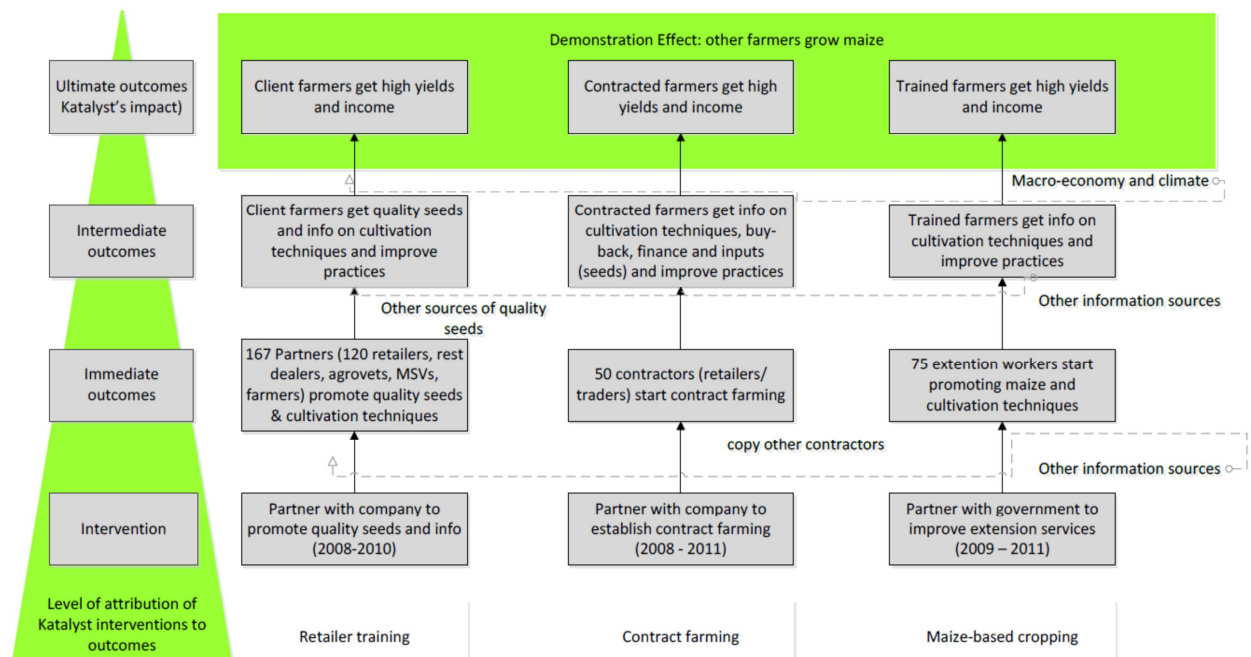 Demonstration Effect: other farmers grow maize
Ultimate outcomes
Katalyst's impact)
Client farmers get high yields
and income
Contracted farmers get high
yields and income
Trained farmers get high yields
and income
Macro-economy and climate
Intermediate
outcomes
Client farmers get quality seeds
and info on cultivation
techniques and improve
practices
Contracted farmers get info on
cultivation techniques, buy-
back, finance and inputs
(seeds) and improve practices
Trained farmers get info on
cultivation techniques and
improve practices
Other sources of quality
seeds
Other information sources
Immediate
outcomes
167 Partners (120 retailers, rest
dealers, agrovets, MSVs,
farmers) promote quality seeds
& cultivation techniques
50 contractors (retailers/
traders) start contract farming
75 extention workers start
promoting maize and
cultivation techniques
copy other contractors
Other information sources
Intervention
Partner with company to
promote quality seeds and info
(2008-2010)
Partner with company to
establish contract farming
(2008 - 2011)
Partner with government to
improve extension services
(2009 – 2011)
Level of attribution of
Katalyst interventions to
outcomes
Retailer training
Contract farming
Maize-based cropping